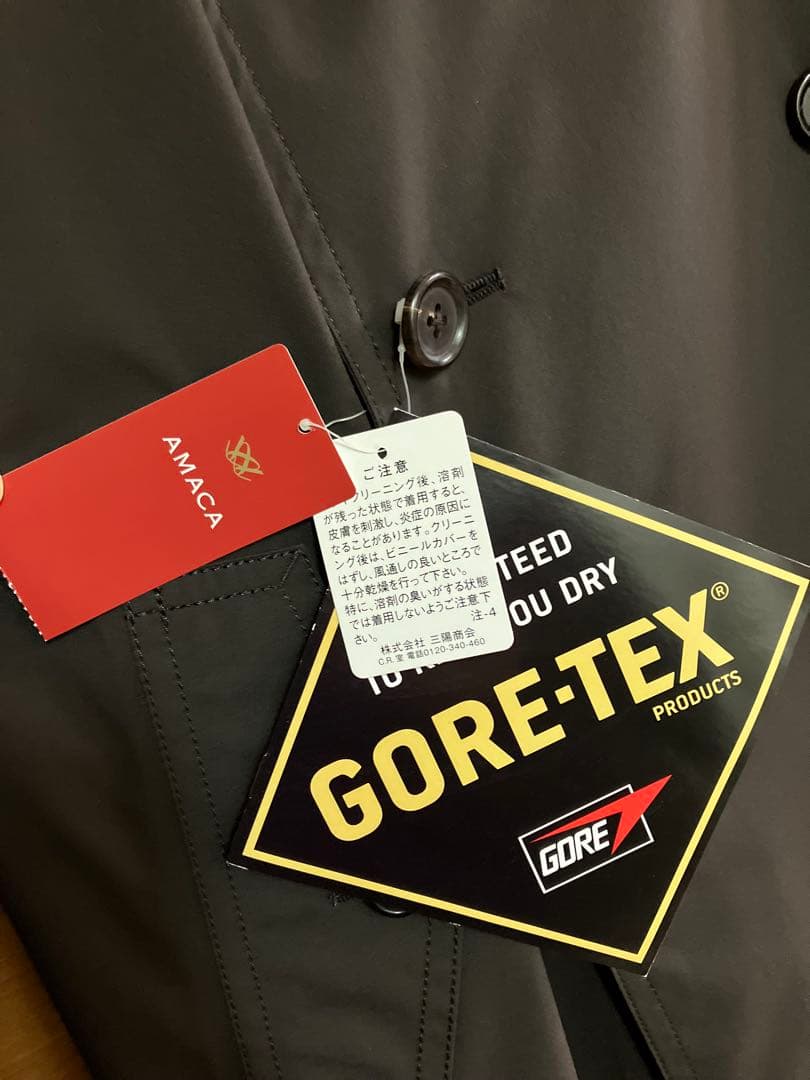 AMACA
ご注意
クリーニング後、溶剤
が残った状態で着用すると、
皮膚を刺激し、炎症の原因に
なることがあります。クリーニ
ング後は、ビニールカバーを
はずし、風通しの良いところで
十分乾燥を行って下さい。
特に、溶剤の臭いがする状態
では着用しないようご注意下
さい。 注-4
株式会社 三陽商会
C.R.室 電話0120-340-460
TEED
TO YOU DRY
GORE-TEX®
PRODUCTS
GORE